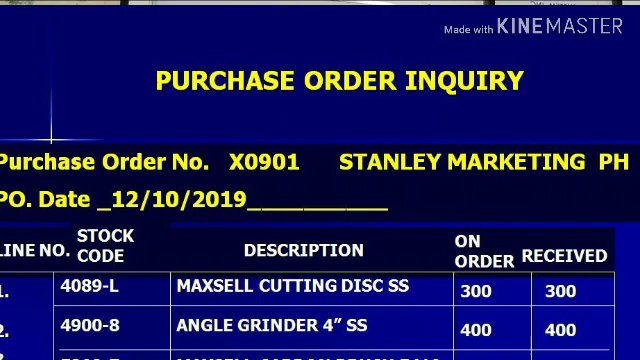 Made with KINEMASTER
PURCHASE ORDER INQUIRY
Purchase Order No. X0901 STANLEY MARKETING PH
PO. Date _12/10/2019__________
LINE NO. STOCK CODE DESCRIPTION ON ORDER RECEIVED
1. 4089-L MAXSELL CUTTING DISC SS 300 300
2. 4900-8 ANGLE GRINDER 4” SS 400 400